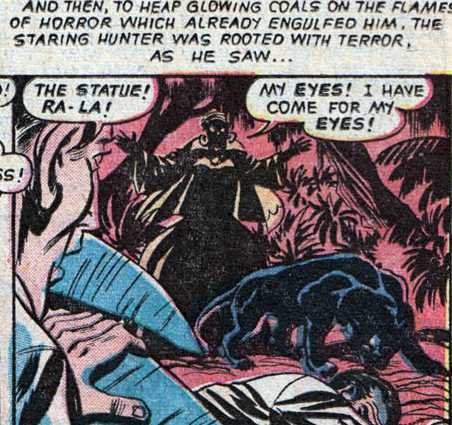 AND THEN, TO HEAP GLOWING COALS ON THE FLAMES
OF HORROR WHICH ALREADY ENGULFED HIM, THE
STARING HUNTER WAS ROOTED WITH TERROR,
AS HE SAW...
THE STATUE!
RA-LA!
MY EYES! I HAVE
COME FOR MY
EYES!